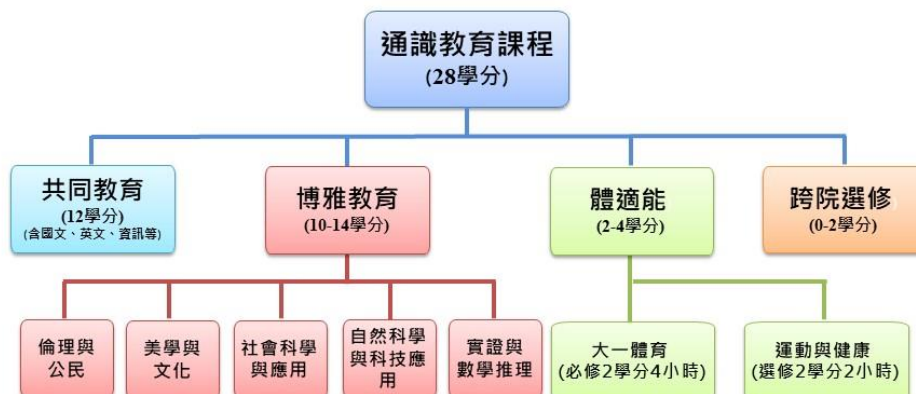 通識教育課程
(28學分)
共同教育
(12學分)
(含國文、英文、資訊等)
博雅教育
(10-14學分)
體適能
(2-4學分)
跨院選修
(0-2學分)
倫理與
公民
美學與
文化
社會科學
與應用
自然科學
與科技應
用
實證與
數學推理
大一體育
(必修2學分4小時)
運動與健康
(選修2學分2小時)